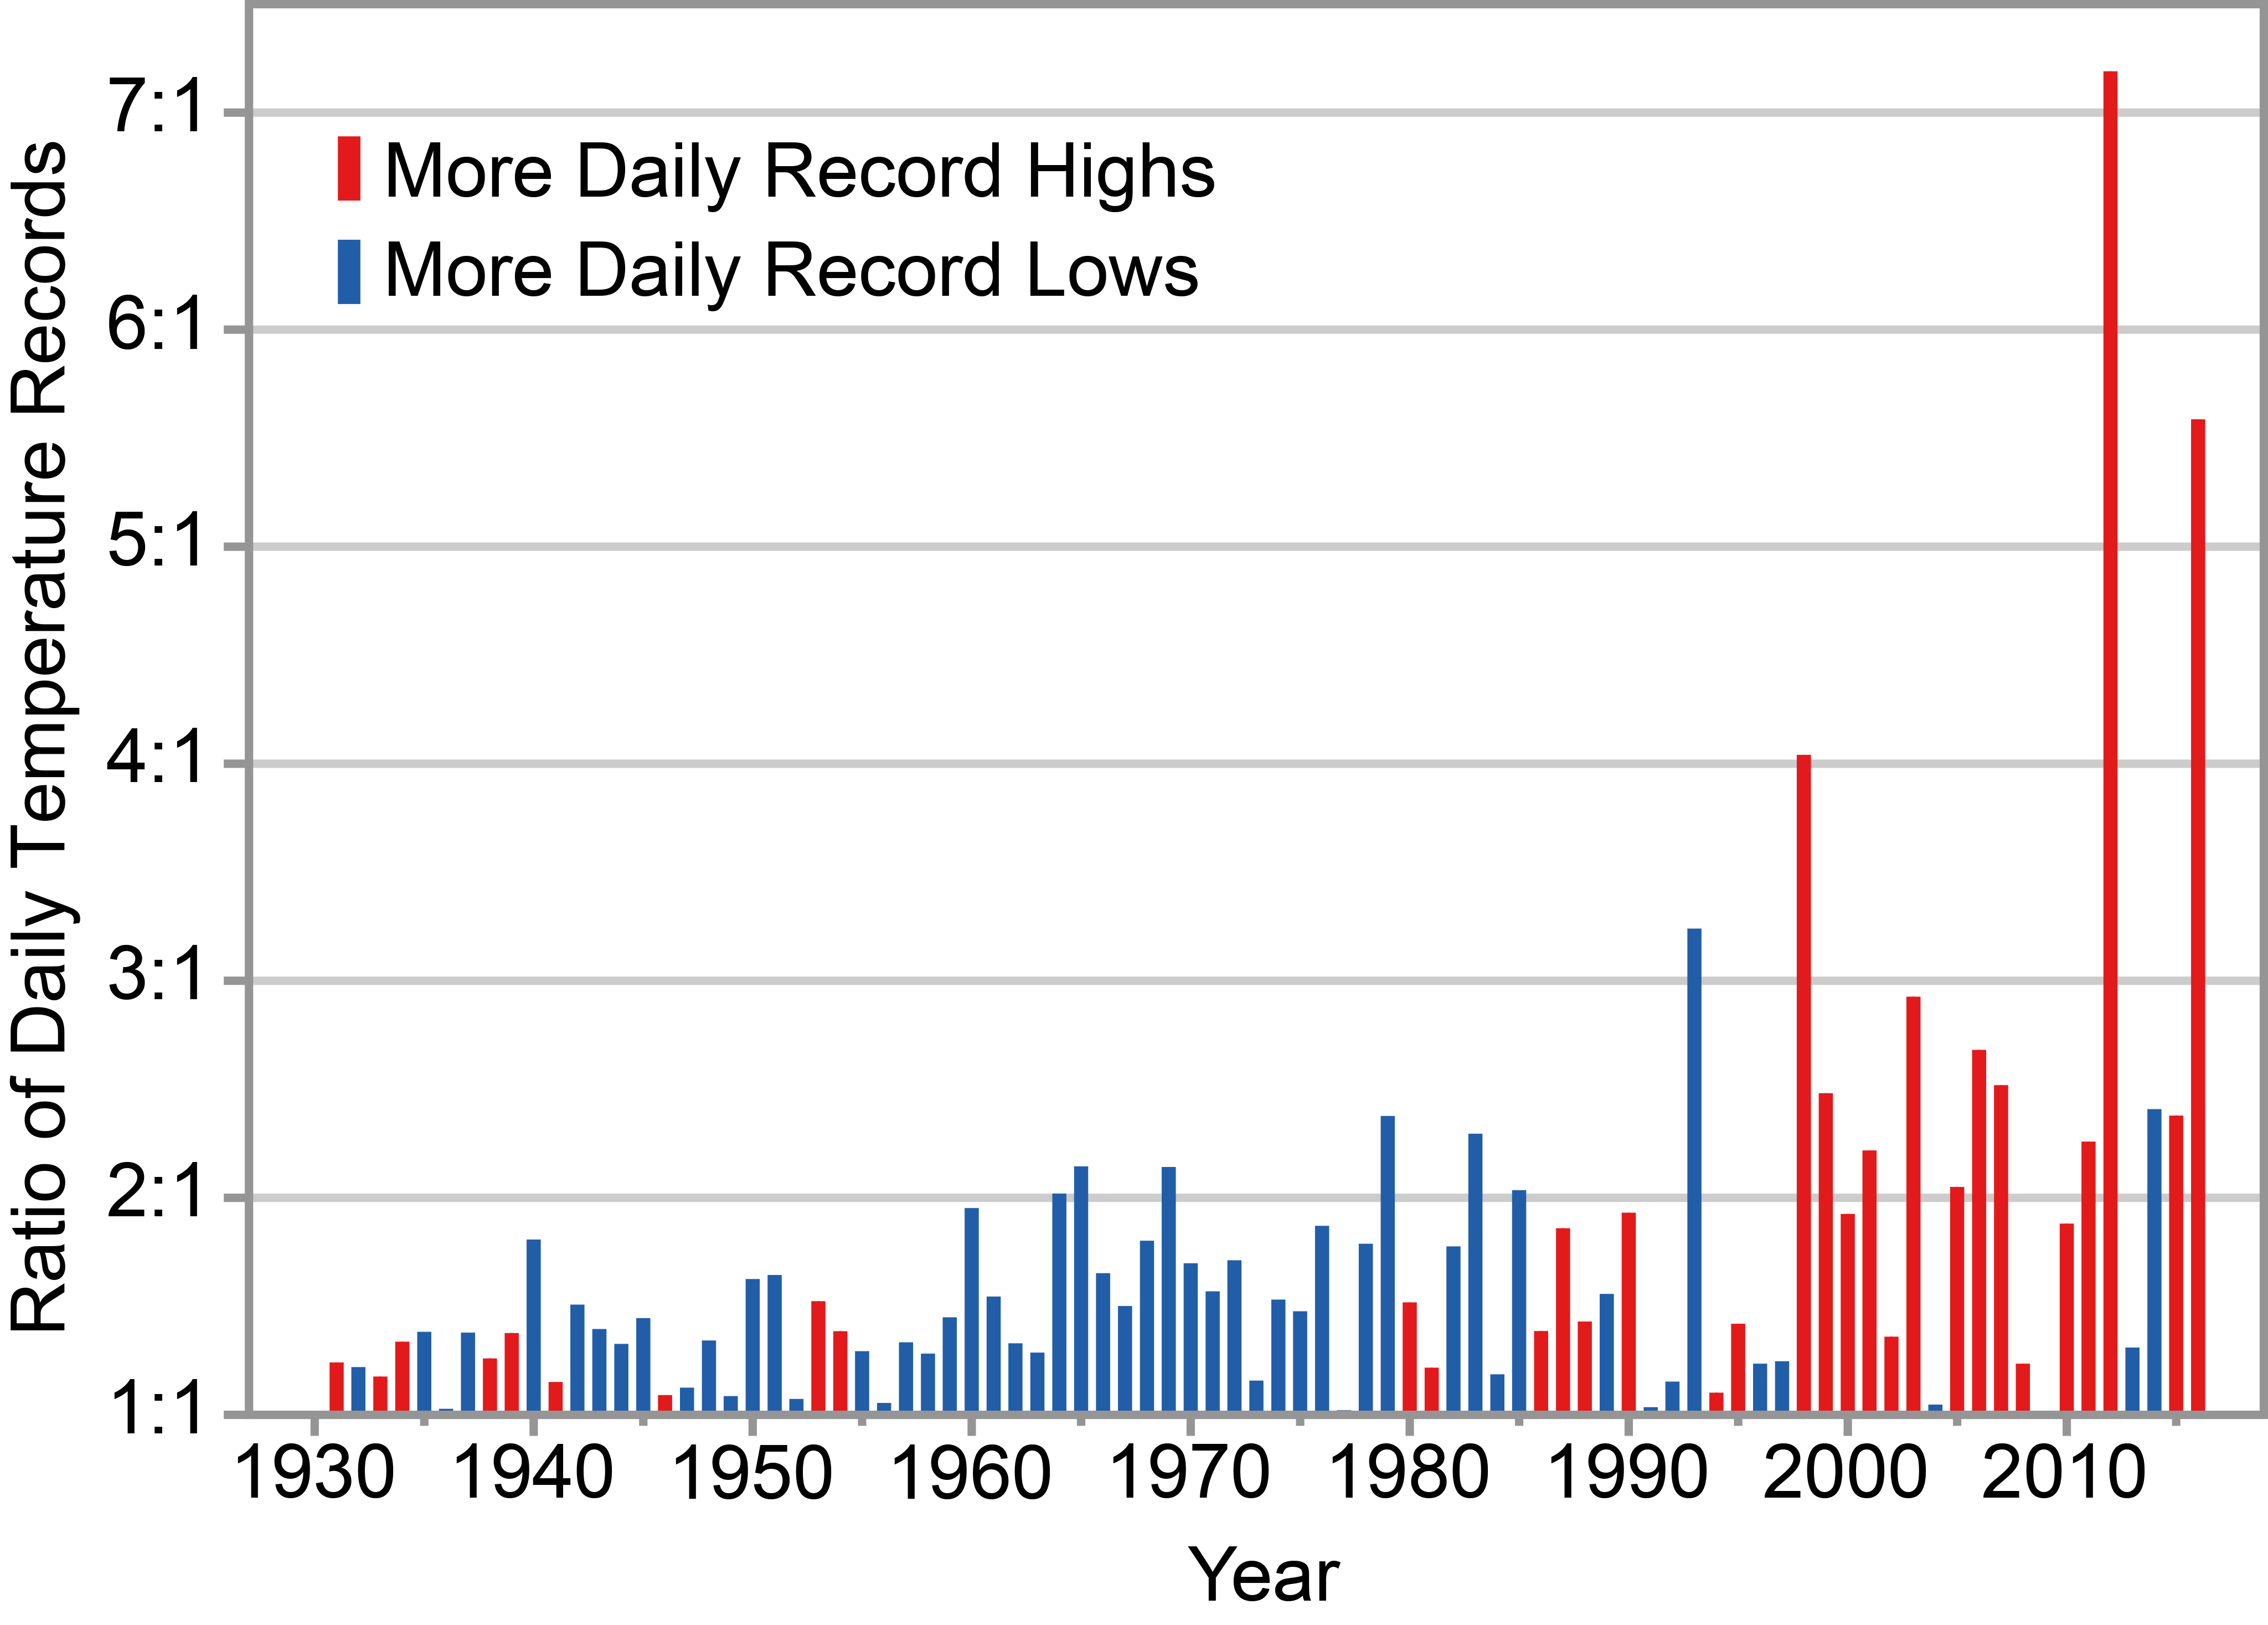 Ratio of Daily Temperature Records
7:1
6:1
5:1
4:1
3:1
2:1
1:1
More Daily Record Highs
More Daily Record Lows
1930 1940 1950 1960 1970 1980 1990 2000 2010
Year